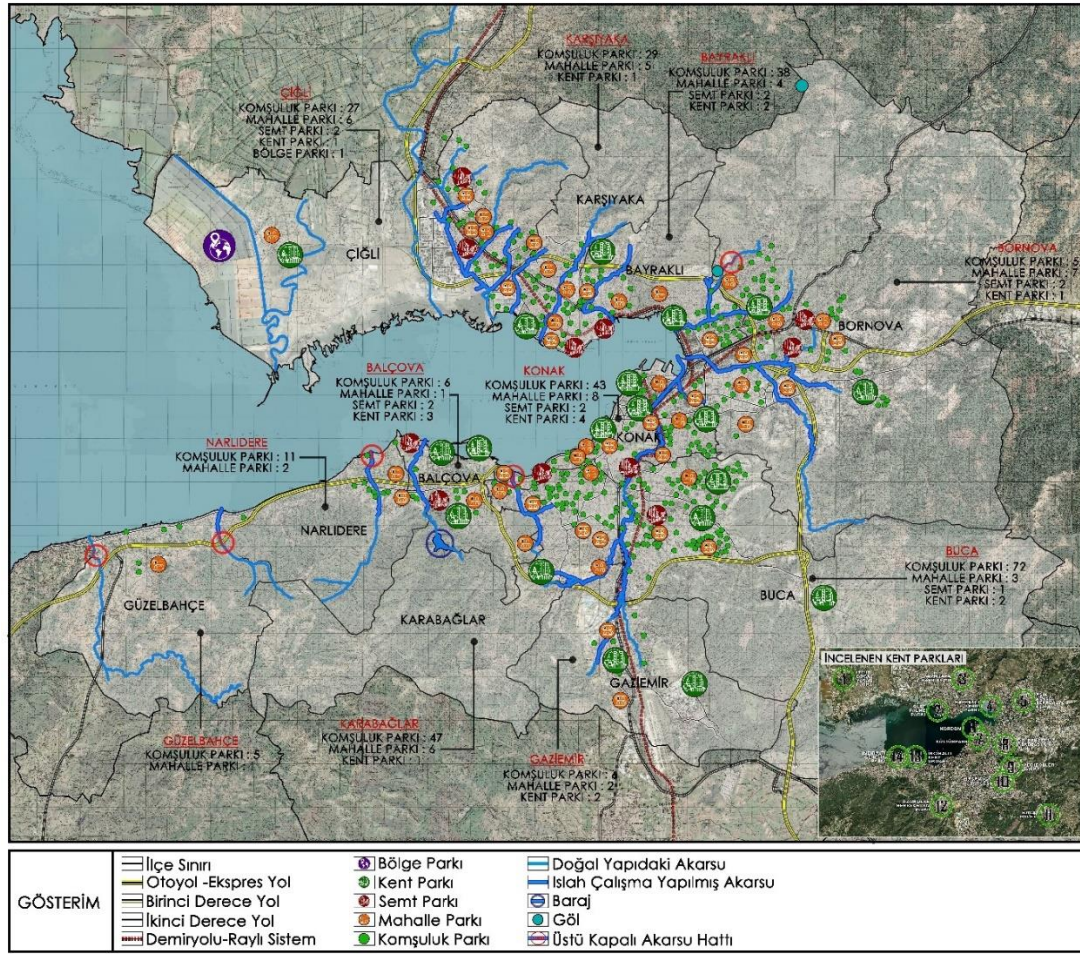 KARŞIYAKA
KOMŞULUK PARKI : 29
MAHALLE PARKI : 5
KENT PARKI : 1
BAYRAKLI
KOMŞULUK PARKI : 38
MAHALLE PARKI : 4
SEMT PARKI : 2
KENT PARKI : 2
ÇİĞLİ
KOMŞULUK PARKI : 27
MAHALLE PARKI : 6
SEMT PARKI : 2
KENT PARKI : 1
BÖLGE PARKI : 1
KARŞIYAKA
ÇİĞLİ
BAYRAKLI
BORNOVA
KOMŞULUK PARKI : 5
MAHALLE PARKI : 7
SEMT PARKI : 2
KENT PARKI : 1
BORNOVA
BALÇOVA
KOMŞULUK PARKI : 6
MAHALLE PARKI : 1
SEMT PARKI : 2
KENT PARKI : 3
KONAK
KOMŞULUK PARKI : 43
MAHALLE PARKI : 8
SEMT PARKI : 2
KENT PARKI : 4
NARLIDERE
KOMŞULUK PARKI : 11
MAHALLE PARKI : 2
KONAK
BALÇOVA
NARLIDERE
BUCA
KOMŞULUK PARKI : 72
MAHALLE PARKI : 3
SEMT PARKI : 1
KENT PARKI : 2
BUCA
GÜZELBAHÇE
KARABAĞLAR
GAZİEMİR
GÜZELBAHÇE
KOMŞULUK PARKI : 5
MAHALLE PARKI : 1
KARABAĞLAR
KOMŞULUK PARKI : 47
MAHALLE PARKI : 6
KENT PARKI : 1
GAZİEMİR
KOMŞULUK PARKI :
MAHALLE PARKI : 2
KENT PARKI : 2
İNCELENEN KENT PARKLARI
GÖSTERİM
İlçe Sınırı
Otoyol -Ekspres Yol
Birinci Derece Yol
İkinci Derece Yol
Demiryolu-Raylı Sistem
Bölge Parkı
Kent Parkı
Semt Parkı
Mahalle Parkı
Komşuluk Parkı
Doğal Yapıdaki Akarsu
Islah Çalışma Yapılmış Akarsu
Baraj
Göl
Üstü Kapalı Akarsu Hattı